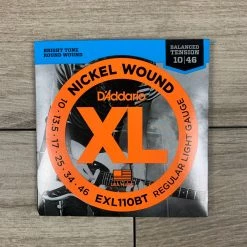 BRIGHT TONE
ROUND WOUND
BALANCED
TENSION
10/46
NICKEL WOUND
D'Addario
XL
10 · 13.5 · 17 · 25 · 34 · 46
EXL110BT
REGULAR LIGHT GAUGE